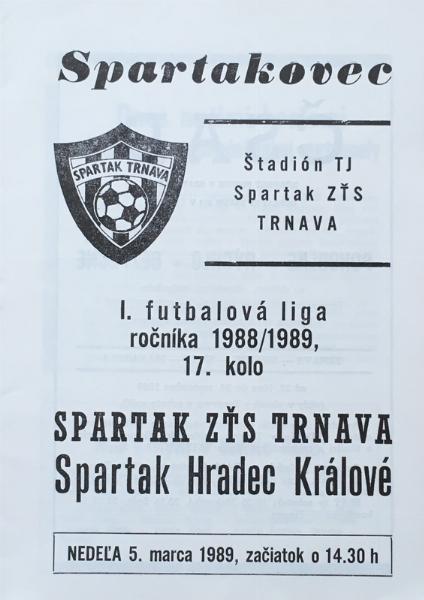 Spartakovec
SPARTAK TRNAVA
Štadión TJ
Spartak ZŤS
TRNAVA
I. futbalová liga
ročníka 1988/1989,
17. kolo
SPARTAK ZŤS TRNAVA
Spartak Hradec Králové
NEDEĽA 5. marca 1989, začiatok o 14.30 h